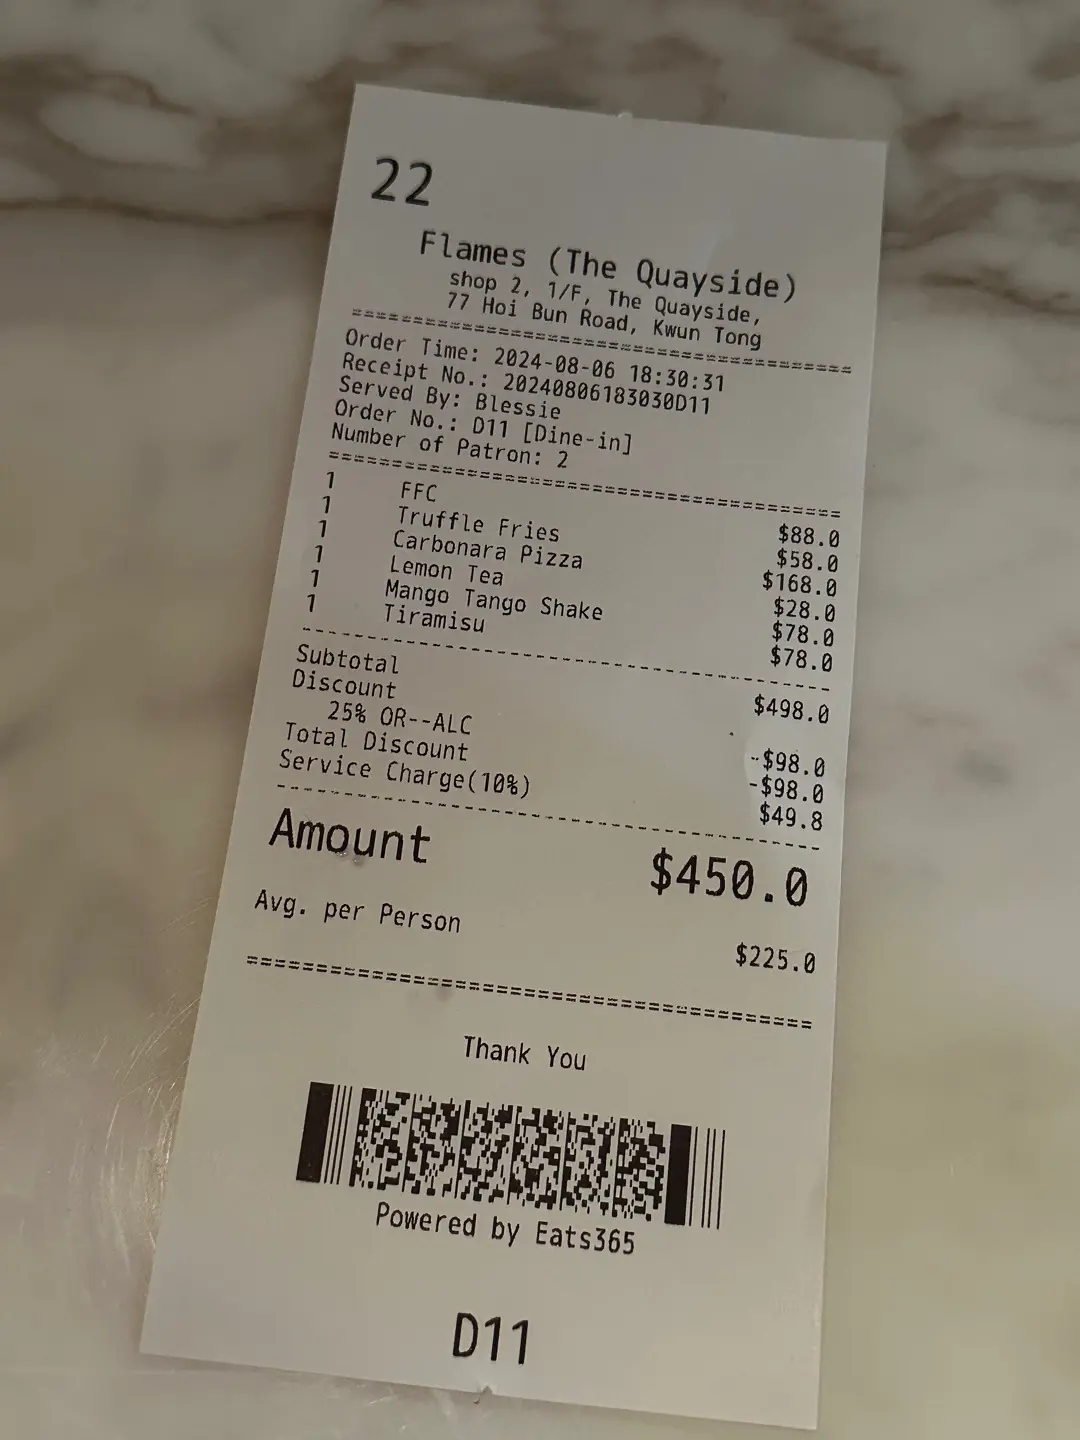 22
Flames (The Quayside)
shop 2, 1/F, The Quayside,
77 Hoi Bun Road, Kwun Tong
Order Time: 2024-08-06 18:30:31
Receipt No.: 20240806183030D11
Served By: Blessie
Order No.: D11 [Dine-in]
Number of Patron: 2
1 FFC $88.0
1 Truffle Fries $58.0
1 Carbonara Pizza $168.0
1 Lemon Tea $28.0
1 Mango Tango Shake $78.0
1 Tiramisu $78.0
Subtotal $498.0
Discount
25% OR--ALC -$98.0
Total Discount -$98.0
Service Charge(10%) $49.8
Amount $450.0
Avg. per Person $225.0
Thank You
Powered by Eats365
D11